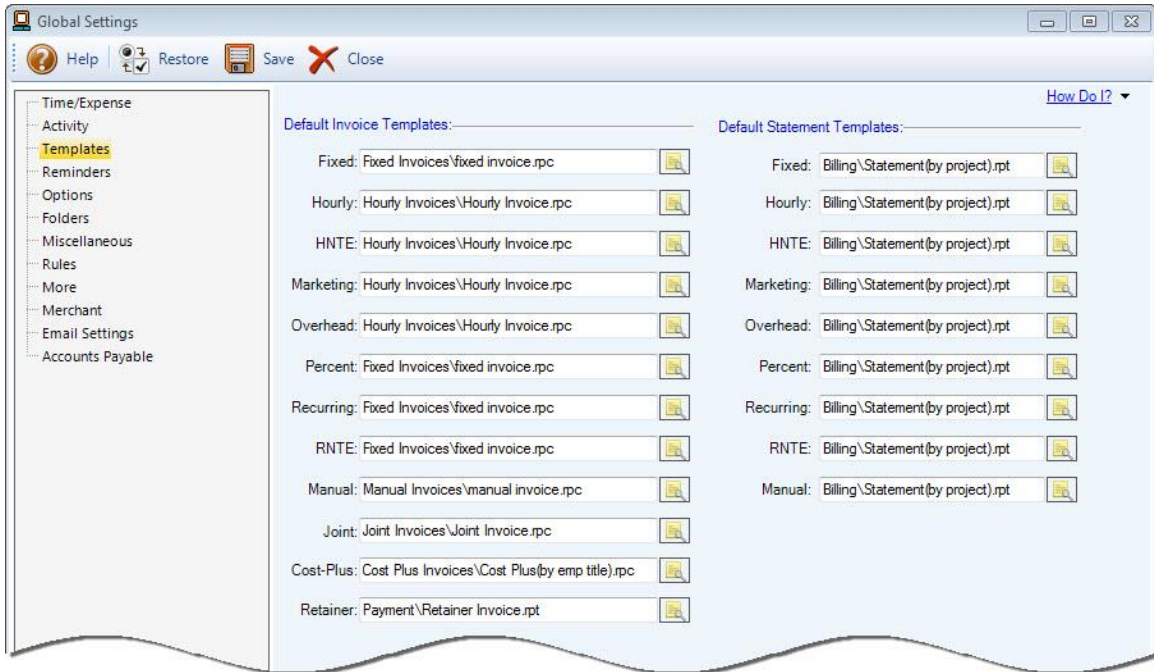 Global Settings
Help Restore Save Close
Time/Expense
Activity
Templates
Reminders
Options
Folders
Miscellaneous
Rules
More
Merchant
Email Settings
Accounts Payable
How Do I?
Default Invoice Templates:
Fixed: Fixed Invoices\fixed invoice.rpc
Hourly: Hourly Invoices\Hourly Invoice.rpc
HNTE: Hourly Invoices\Hourly Invoice.rpc
Marketing: Hourly Invoices\Hourly Invoice.rpc
Overhead: Hourly Invoices\Hourly Invoice.rpc
Percent: Fixed Invoices\fixed invoice.rpc
Recurring: Fixed Invoices\fixed invoice.rpc
RNTE: Fixed Invoices\fixed invoice.rpc
Manual: Manual Invoices\manual invoice.rpc
Joint: Joint Invoices\Joint Invoice.rpc
Cost-Plus: Cost Plus Invoices\Cost Plus(by emp title).rpc
Retainer: Payment\Retainer Invoice.rpt
Default Statement Templates:
Fixed: Billing\Statement(by project).rpt
Hourly: Billing\Statement(by project).rpt
HNTE: Billing\Statement(by project).rpt
Marketing: Billing\Statement(by project).rpt
Overhead: Billing\Statement(by project).rpt
Percent: Billing\Statement(by project).rpt
Recurring: Billing\Statement(by project).rpt
RNTE: Billing\Statement(by project).rpt
Manual: Billing\Statement(by project).rpt